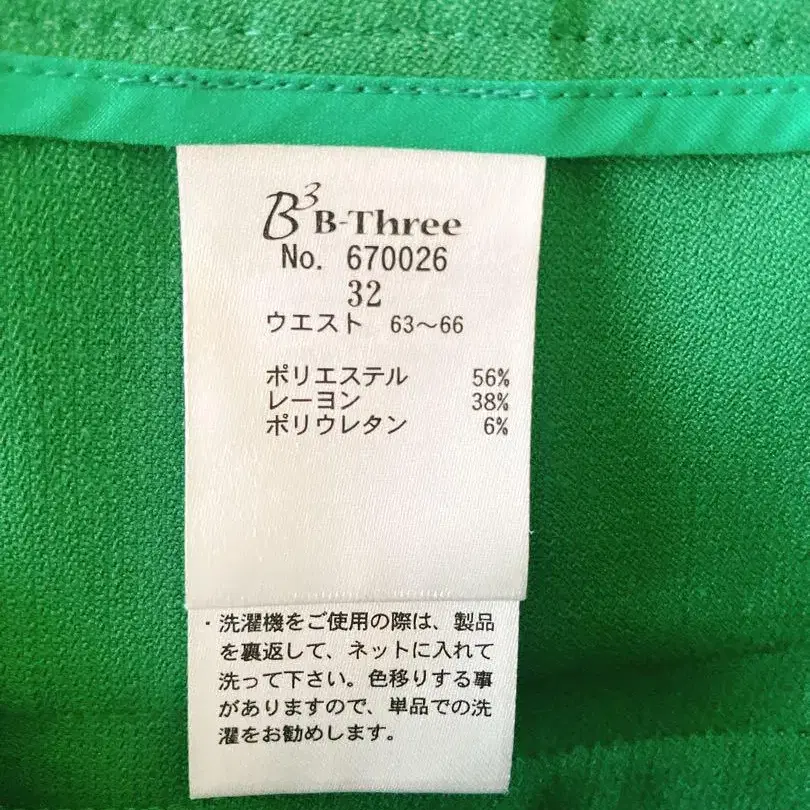 B³ B-Three
No. 670026
32
ウエスト 63～66
ポリエステル 56%
レーヨン 38%
ポリウレタン 6%
・洗濯機をご使用の際は、製品
を裏返して、ネットに入れて
洗って下さい。色移りする事
がありますので、単品での洗
濯をお勧めします。